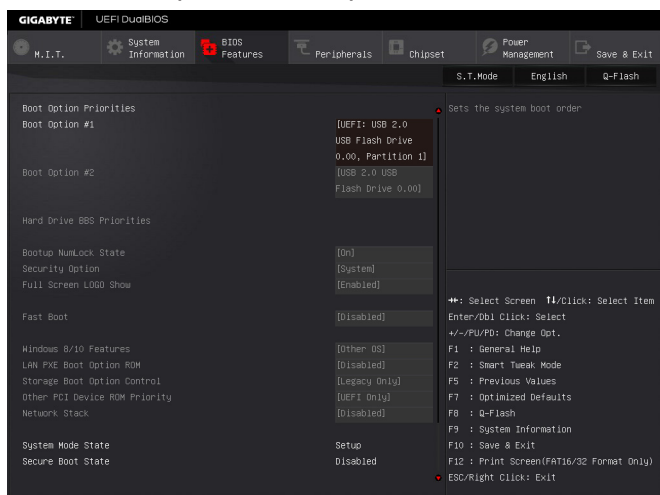 GIGABYTE™ UEFI DualBIOS
M.I.T. System Information BIOS Features Peripherals Chipset Power Management Save & Exit
S.T.Mode English Q-Flash
Boot Option Priorities
Boot Option #1 [UEFI: USB 2.0
USB Flash Drive
0.00, Partition 1]
Boot Option #2 [USB 2.0 USB
Flash Drive 0.00]
Hard Drive BBS Priorities
Bootup NumLock State [On]
Security Option [System]
Full Screen LOGO Show [Enabled]
Fast Boot [Disabled]
Windows 8/10 Features [Other OS]
LAN PXE Boot Option ROM [Disabled]
Storage Boot Option Control [Legacy Only]
Other PCI Device ROM Priority [UEFI Only]
Network Stack [Disabled]
System Mode State Setup
Secure Boot State Disabled
Sets the system boot order
→←: Select Screen ↑↓/Click: Select Item
Enter/Dbl Click: Select
+/-/PU/PD: Change Opt.
F1 : General Help
F2 : Smart Tweak Mode
F5 : Previous Values
F7 : Optimized Defaults
F8 : Q-Flash
F9 : System Information
F10 : Save & Exit
F12 : Print Screen(FAT16/32 Format Only)
ESC/Right Click: Exit